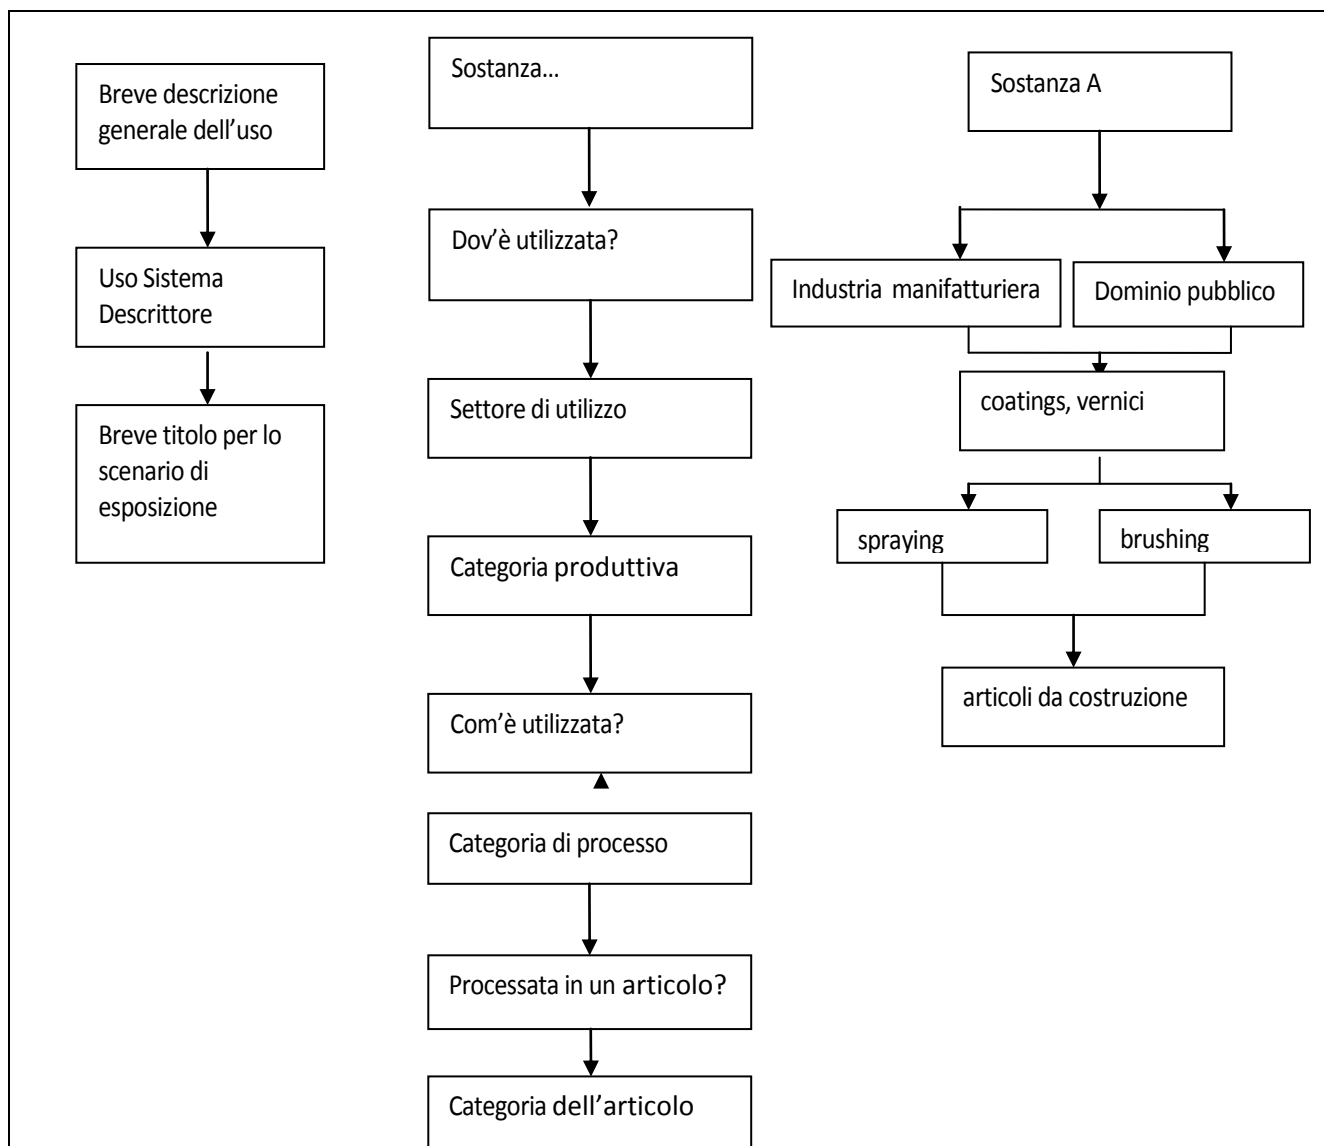 Breve descrizione
generale dell'uso
Uso Sistema
Descrittore
Breve titolo per lo
scenario di
esposizione
Sostanza...
Dov'è utilizzata?
Settore di utilizzo
Categoria produttiva
Com'è utilizzata?
Categoria di processo
Processata in un articolo?
Categoria dell'articolo
Sostanza A
Industria manifatturiera
Dominio pubblico
coatings, vernici
spraying
brushing
articoli da costruzione